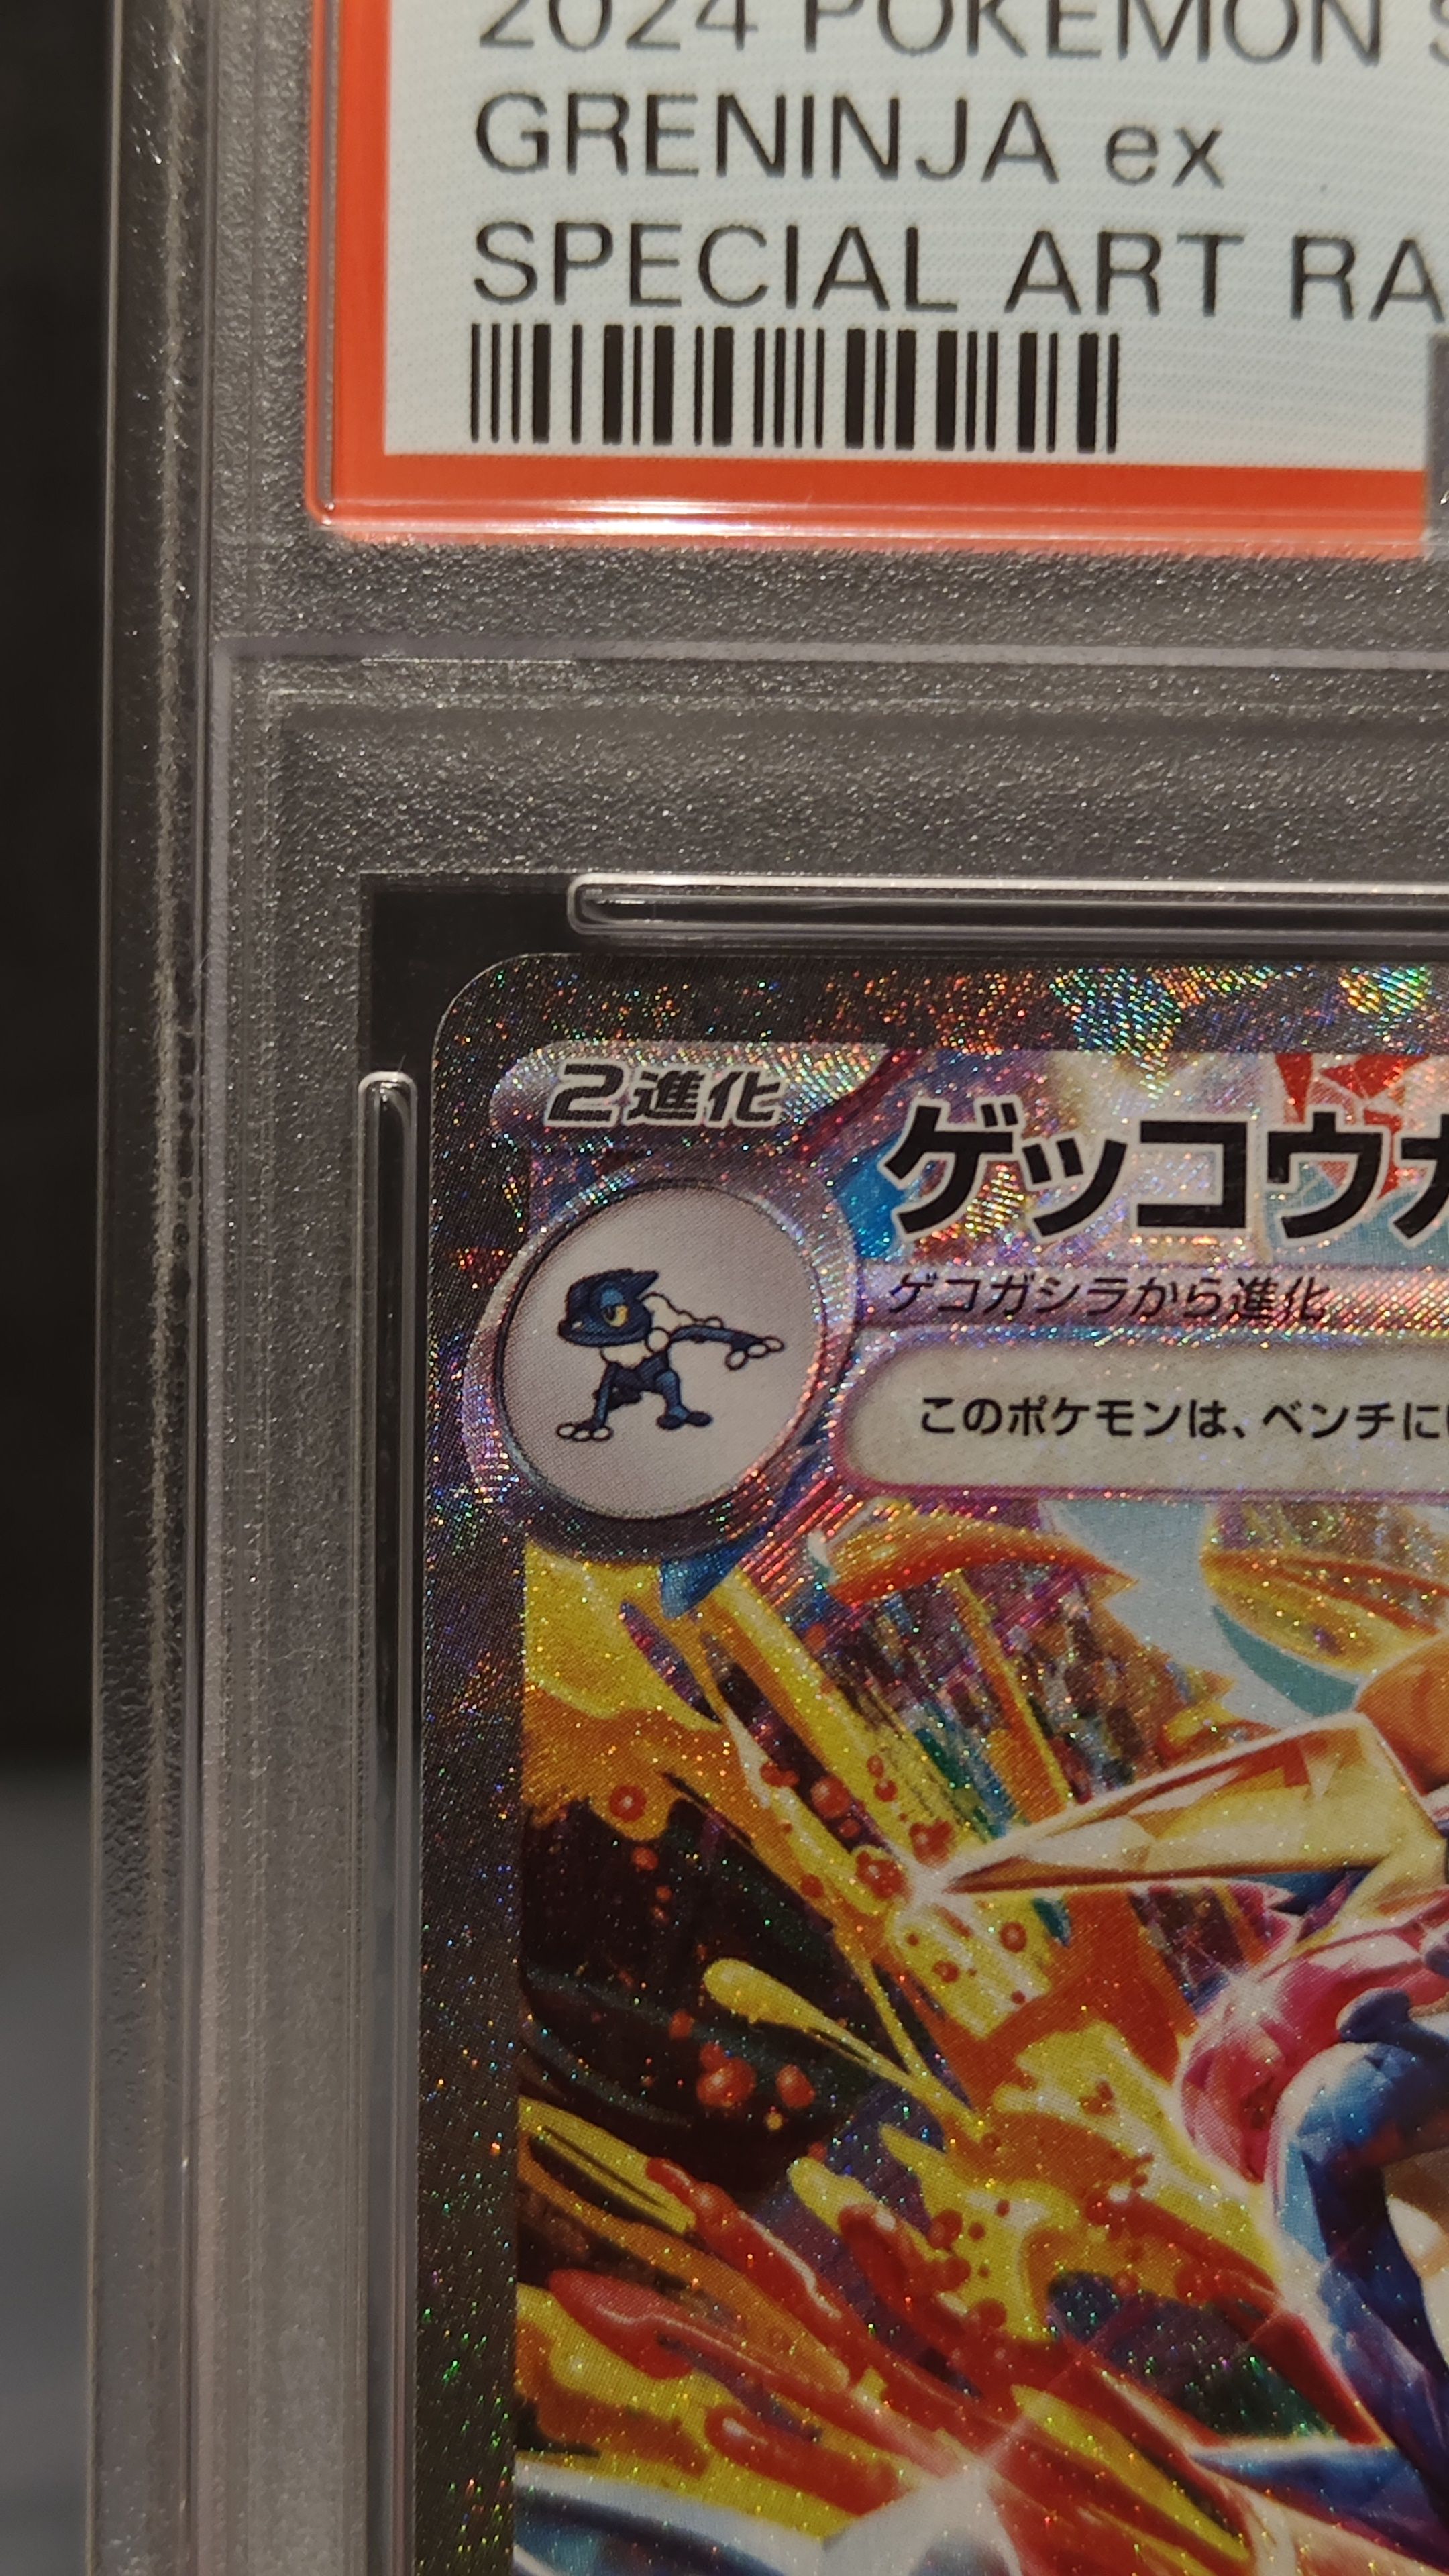 2024 POKEMON
GRENINJA ex
SPECIAL ART RA
2進化
ゲッコウガ
ゲコガシラから進化
このポケモンは、ベンチに